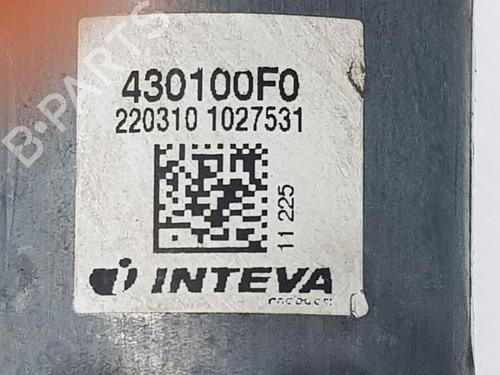 B-PARTS
430100F0
220310 1027531
11 225
INTEVA
PRODUCTS